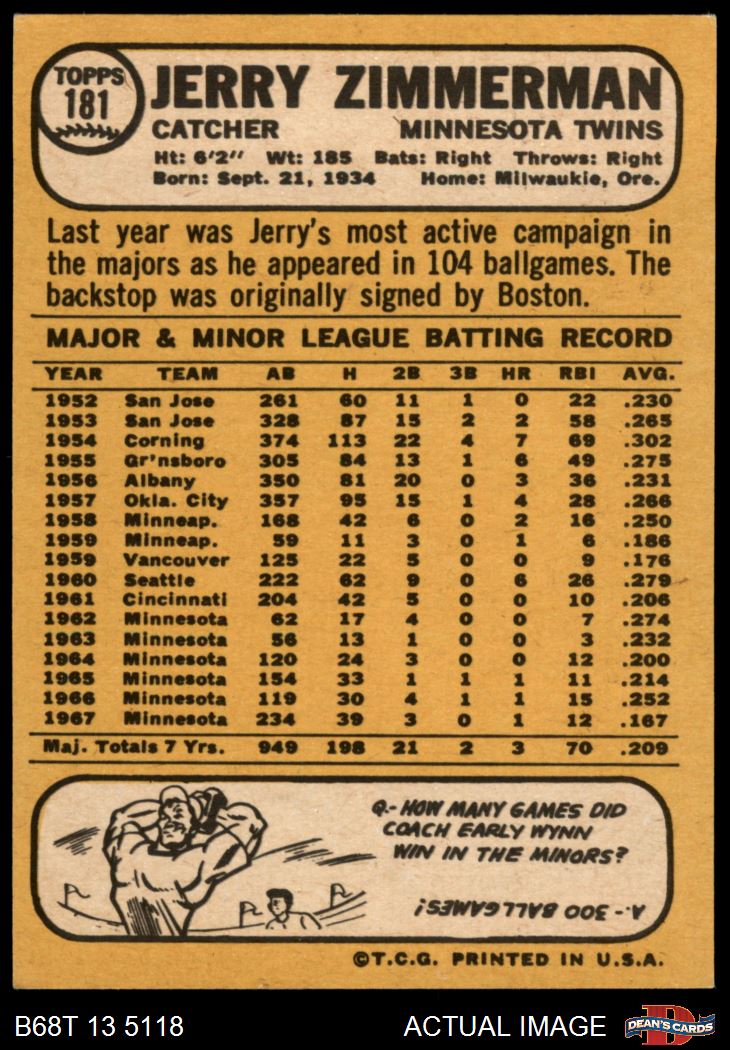 TOPPS
181
JERRY ZIMMERMAN
CATCHER MINNESOTA TWINS
Ht: 6'2" Wt: 185 Bats: Right Throws: Right
Born: Sept. 21, 1934 Home: Milwaukie, Ore.
Last year was Jerry's most active campaign in
the majors as he appeared in 104 ballgames. The
backstop was originally signed by Boston.
MAJOR & MINOR LEAGUE BATTING RECORD
YEAR TEAM AB H 2B 3B HR RBI AVG.
1952 San Jose 261 60 11 1 0 22 .230
1953 San Jose 328 87 15 2 2 58 .265
1954 Corning 374 113 22 4 7 69 .302
1955 Gr'nsboro 305 84 13 1 6 49 .275
1956 Albany 350 81 20 0 3 36 .231
1957 Okla. City 357 95 15 1 4 28 .266
1958 Minneap. 168 42 6 0 2 16 .250
1959 Minneap. 59 11 3 0 1 6 .186
1959 Vancouver 125 22 5 0 0 9 .176
1960 Seattle 222 62 9 0 6 26 .279
1961 Cincinnati 204 42 5 0 0 10 .206
1962 Minnesota 62 17 4 0 0 7 .274
1963 Minnesota 56 13 1 0 0 3 .232
1964 Minnesota 120 24 3 0 0 12 .200
1965 Minnesota 154 33 1 1 1 11 .214
1966 Minnesota 119 30 4 1 1 15 .252
1967 Minnesota 234 39 3 0 1 12 .167
Maj. Totals 7 Yrs. 949 198 21 2 3 70 .209
Q.- HOW MANY GAMES DID
COACH EARLY WYNN
WIN IN THE MINORS?
A.- 300 BALLGAMES!
©T.C.G. PRINTED IN U.S.A.
B68T 13 5118 ACTUAL IMAGE
D
DEAN'S CARDS